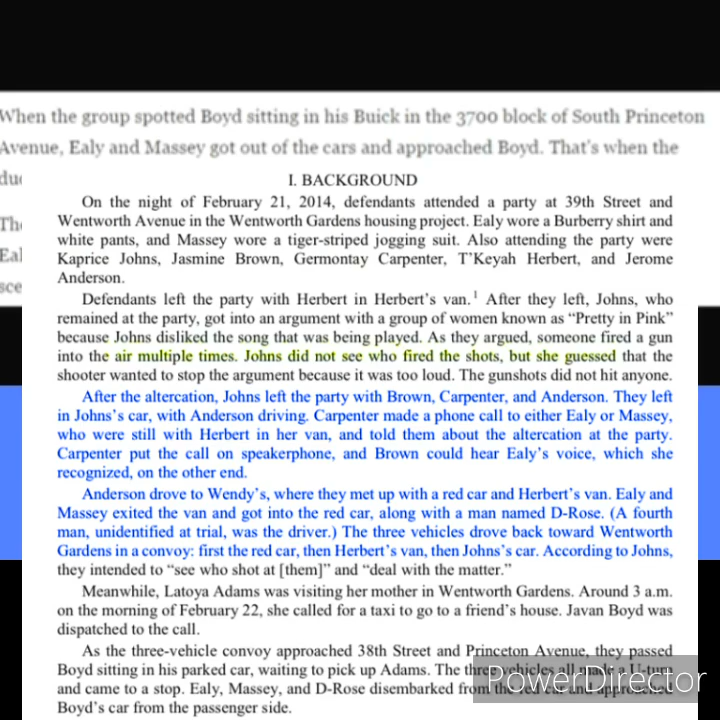 When the group spotted Boyd sitting in his Buick in the 3700 block of South Princeton
Avenue, Ealy and Massey got out of the cars and approached Boyd. That's when the
I. BACKGROUND
On the night of February 21, 2014, defendants attended a party at 39th Street and
Wentworth Avenue in the Wentworth Gardens housing project. Ealy wore a Burberry shirt and
white pants, and Massey wore a tiger-striped jogging suit. Also attending the party were
Kaprice Johns, Jasmine Brown, Germontay Carpenter, T'Keyah Herbert, and Jerome
Anderson.
Defendants left the party with Herbert in Herbert's van.¹ After they left, Johns, who
remained at the party, got into an argument with a group of women known as "Pretty in Pink"
because Johns disliked the song that was being played. As they argued, someone fired a gun
into the air multiple times. Johns did not see who fired the shots, but she guessed that the
shooter wanted to stop the argument because it was too loud. The gunshots did not hit anyone.
After the altercation, Johns left the party with Brown, Carpenter, and Anderson. They left
in Johns's car, with Anderson driving. Carpenter made a phone call to either Ealy or Massey,
who were still with Herbert in her van, and told them about the altercation at the party.
Carpenter put the call on speakerphone, and Brown could hear Ealy's voice, which she
recognized, on the other end.
Anderson drove to Wendy's, where they met up with a red car and Herbert's van. Ealy and
Massey exited the van and got into the red car, along with a man named D-Rose. (A fourth
man, unidentified at trial, was the driver.) The three vehicles drove back toward Wentworth
Gardens in a convoy: first the red car, then Herbert's van, then Johns's car. According to Johns,
they intended to "see who shot at [them]" and "deal with the matter."
Meanwhile, Latoya Adams was visiting her mother in Wentworth Gardens. Around 3 a.m.
on the morning of February 22, she called for a taxi to go to a friend's house. Javan Boyd was
dispatched to the call.
As the three-vehicle convoy approached 38th Street and Princeton Avenue, they passed
Boyd sitting in his parked car, waiting to pick up Adams. The three vehicles all made a U-turn
and came to a stop. Ealy, Massey, and D-Rose disembarked from the red car and approached
Boyd's car from the passenger side.
PowerDirector